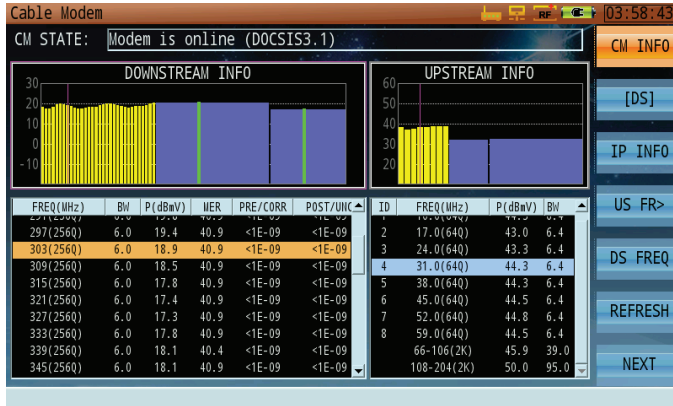 Cable Modem RF 03:58:43
CM STATE: Modem is online (DOCSIS3.1)
CM INFO
DOWNSTREAM INFO
30
20
10
0
-10
UPSTREAM INFO
60
50
40
30
20
[DS]
IP INFO
US FR>
DS FREQ
REFRESH
NEXT
FREQ(MHz) BW P(dBmV) MER PRE/CORR POST/UNC
297(256Q) 6.0 19.4 40.9 <1E-09 <1E-09
303(256Q) 6.0 18.9 40.9 <1E-09 <1E-09
309(256Q) 6.0 18.5 40.9 <1E-09 <1E-09
315(256Q) 6.0 17.8 40.9 <1E-09 <1E-09
321(256Q) 6.0 17.4 40.9 <1E-09 <1E-09
327(256Q) 6.0 17.3 40.9 <1E-09 <1E-09
333(256Q) 6.0 17.8 40.9 <1E-09 <1E-09
339(256Q) 6.0 18.1 40.4 <1E-09 <1E-09
345(256Q) 6.0 18.1 40.9 <1E-09 <1E-09
ID FREQ(MHz) P(dBmV) BW
2 17.0(64Q) 43.0 6.4
3 24.0(64Q) 43.3 6.4
4 31.0(64Q) 44.3 6.4
5 38.0(64Q) 44.3 6.4
6 45.0(64Q) 44.5 6.4
7 52.0(64Q) 44.8 6.4
8 59.0(64Q) 44.5 6.4
66-106(2K) 45.9 39.0
108-204(2K) 50.0 95.0